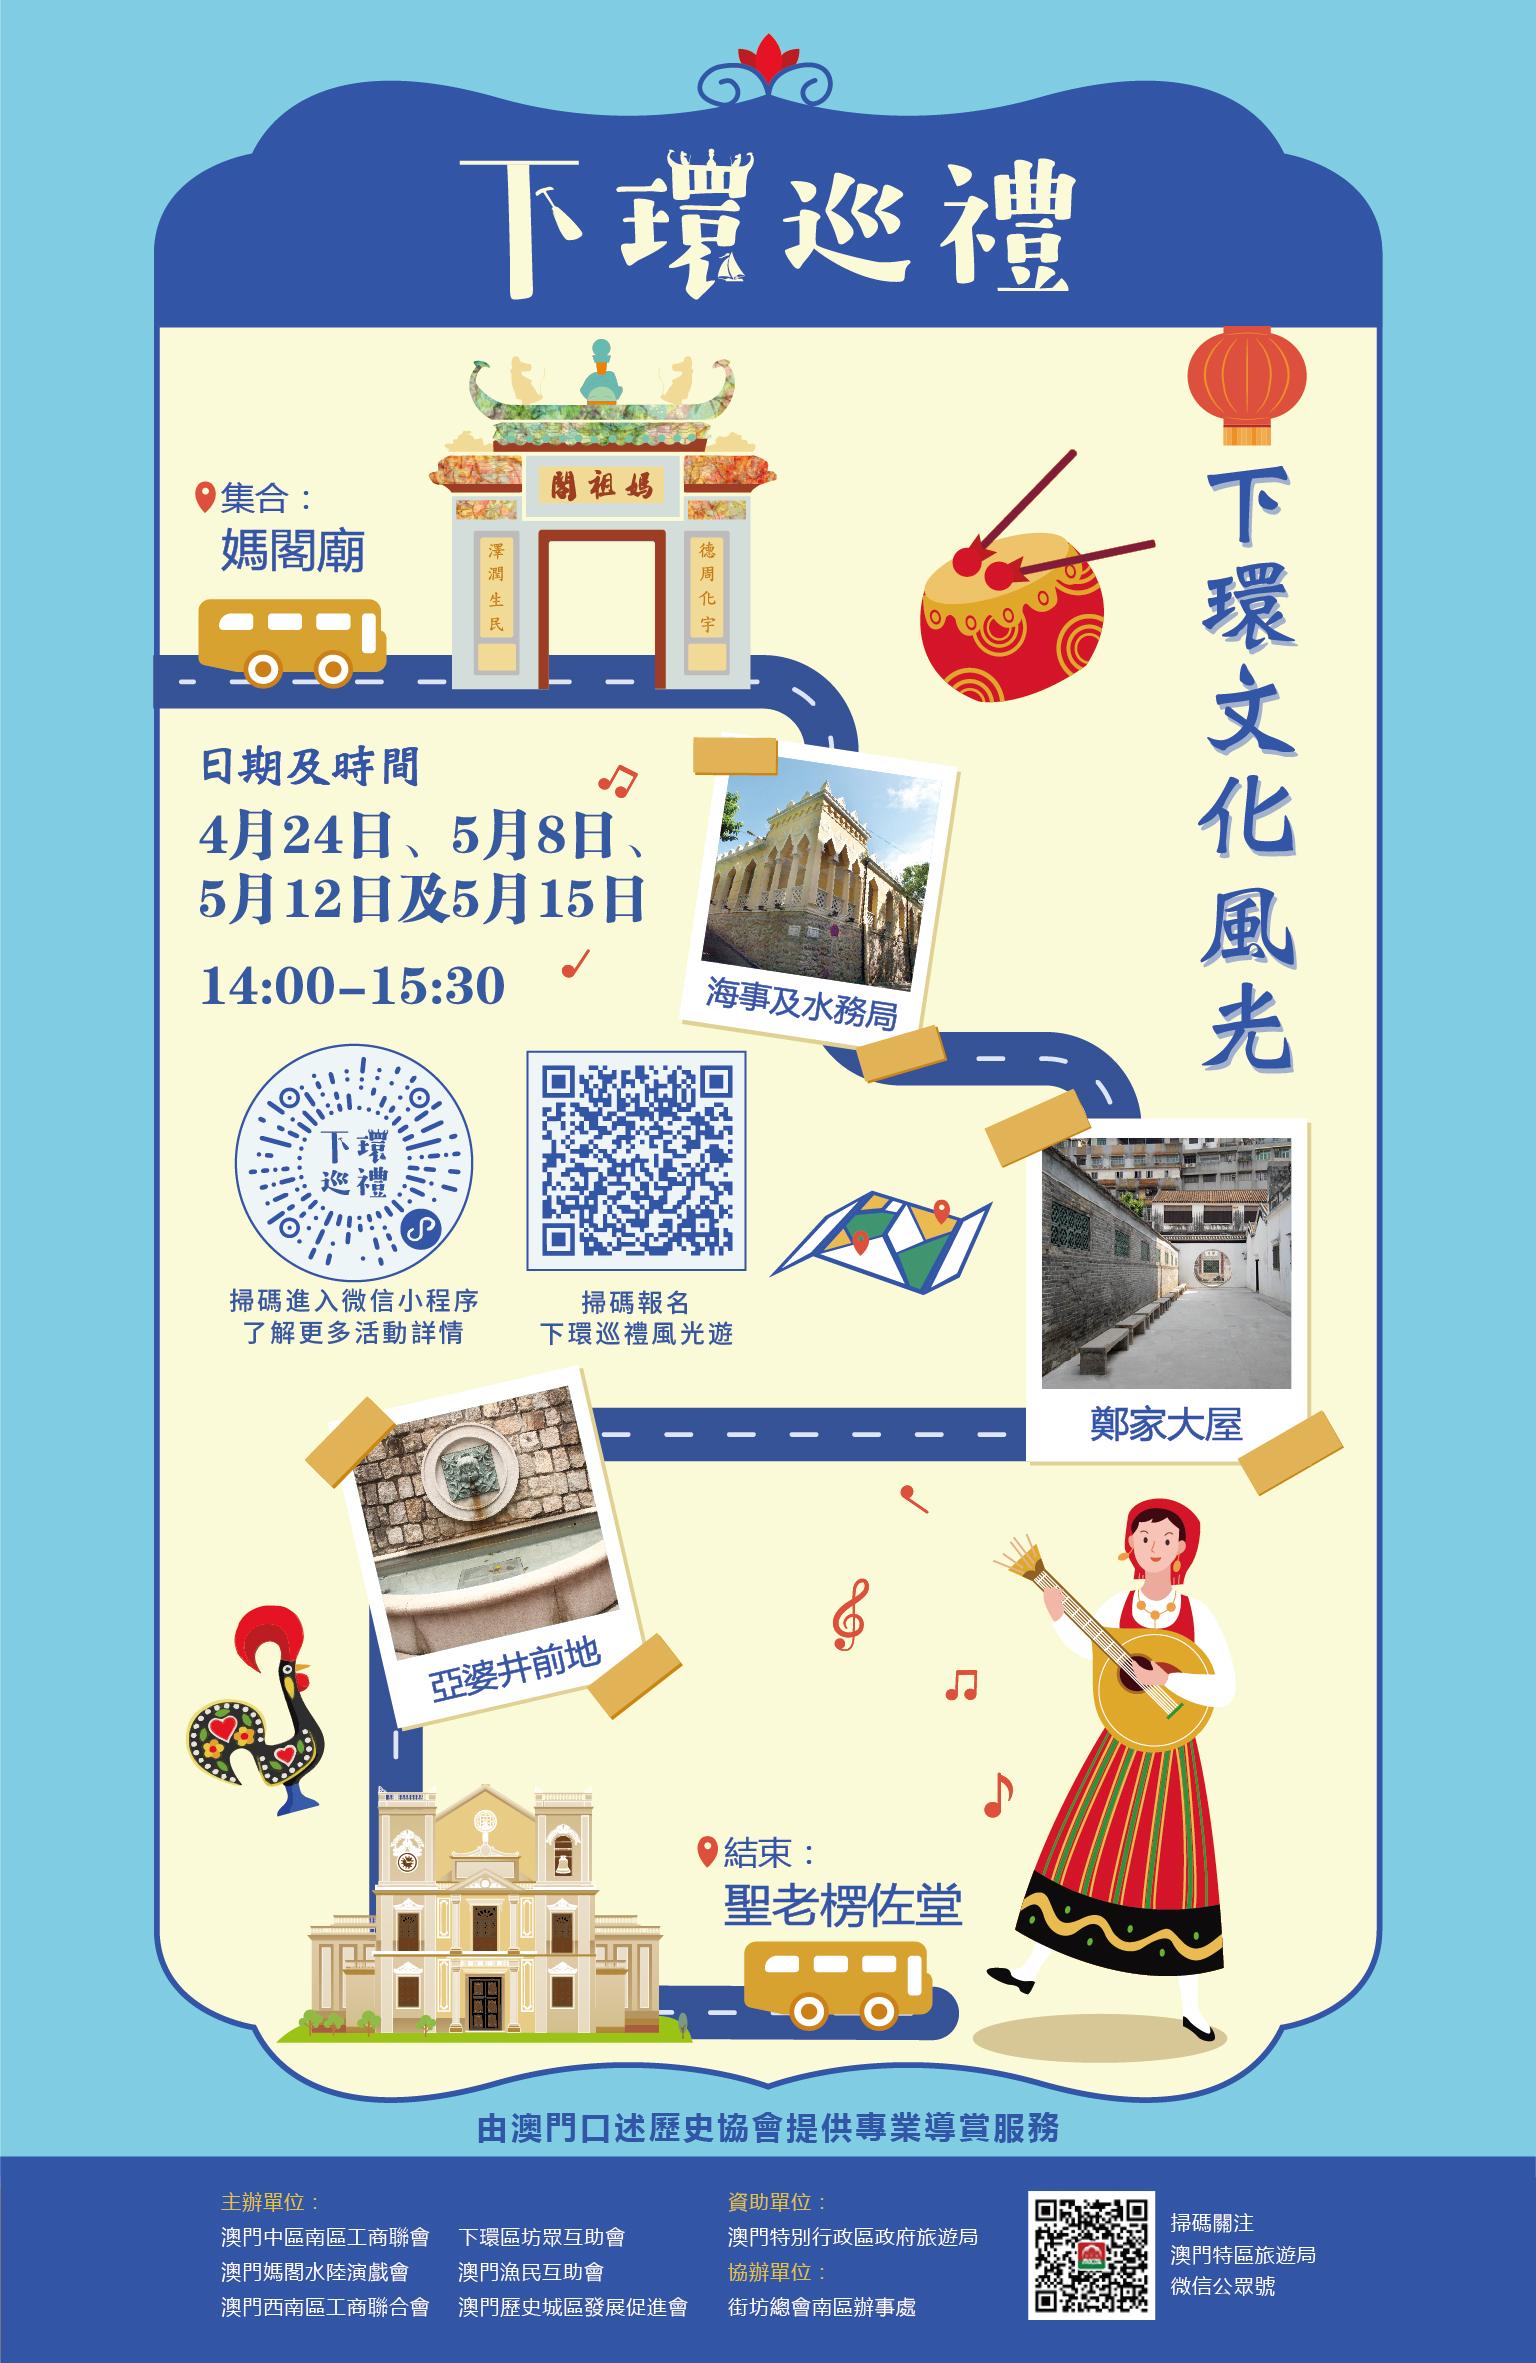 下環巡禮
下環文化風光
集合：
媽閣廟
媽祖閣
德周化宇
澤潤生民
日期及時間
4月24日、5月8日、
5月12日及5月15日
14:00–15:30
海事及水務局
下環
巡禮
掃碼進入微信小程序
了解更多活動詳情
掃碼報名
下環巡禮風光遊
鄭家大屋
亞婆井前地
結束：
聖老楞佐堂
由澳門口述歷史協會提供專業導賞服務
主辦單位：
澳門中區南區工商聯會
澳門媽閣水陸演戲會
澳門西南區工商聯合會
下環區坊眾互助會
澳門漁民互助會
澳門歷史城區發展促進會
資助單位：
澳門特別行政區政府旅遊局
協辦單位：
街坊總會南區辦事處
掃碼關注
澳門特區旅遊局
微信公眾號